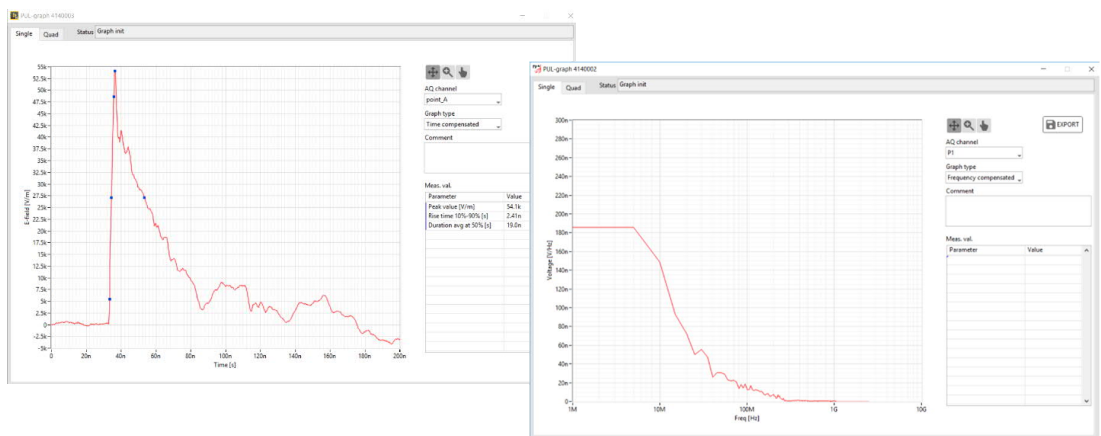 PUL-graph 414000s
Single Quad Status Graph init
55k
52.5k
50k
47.5k
45k
42.5k
40k
37.5k
35k
32.5k
30k
27.5k
25k
22.5k
20k
17.5k
15k
12.5k
10k
7.5k
5k
2.5k
0
-2.5k
-5k
E-field [V/m]
0 20n 40n 60n 80n 100n 120n 140n 160n 180n 200n
Time [s]
AQ channel
point_A
Graph type
Time compensated
Comment
Meas. val.
Parameter Value
Peak value [V/m] 54.1k
Rise time 10%-90% [s] 2.41n
Duration avg at 50% [s] 19.0n
PUL-graph 4140002
Single Quad Status Graph init
300n
280n
260n
240n
220n
200n
180n
160n
140n
120n
100n
80n
60n
40n
20n
0
Voltage [V/Hz]
1M 10M 100M 1G 10G
Freq [Hz]
EXPORT
AQ channel
P1
Graph type
Frequency compensated
Comment
Meas. val.
Parameter Value